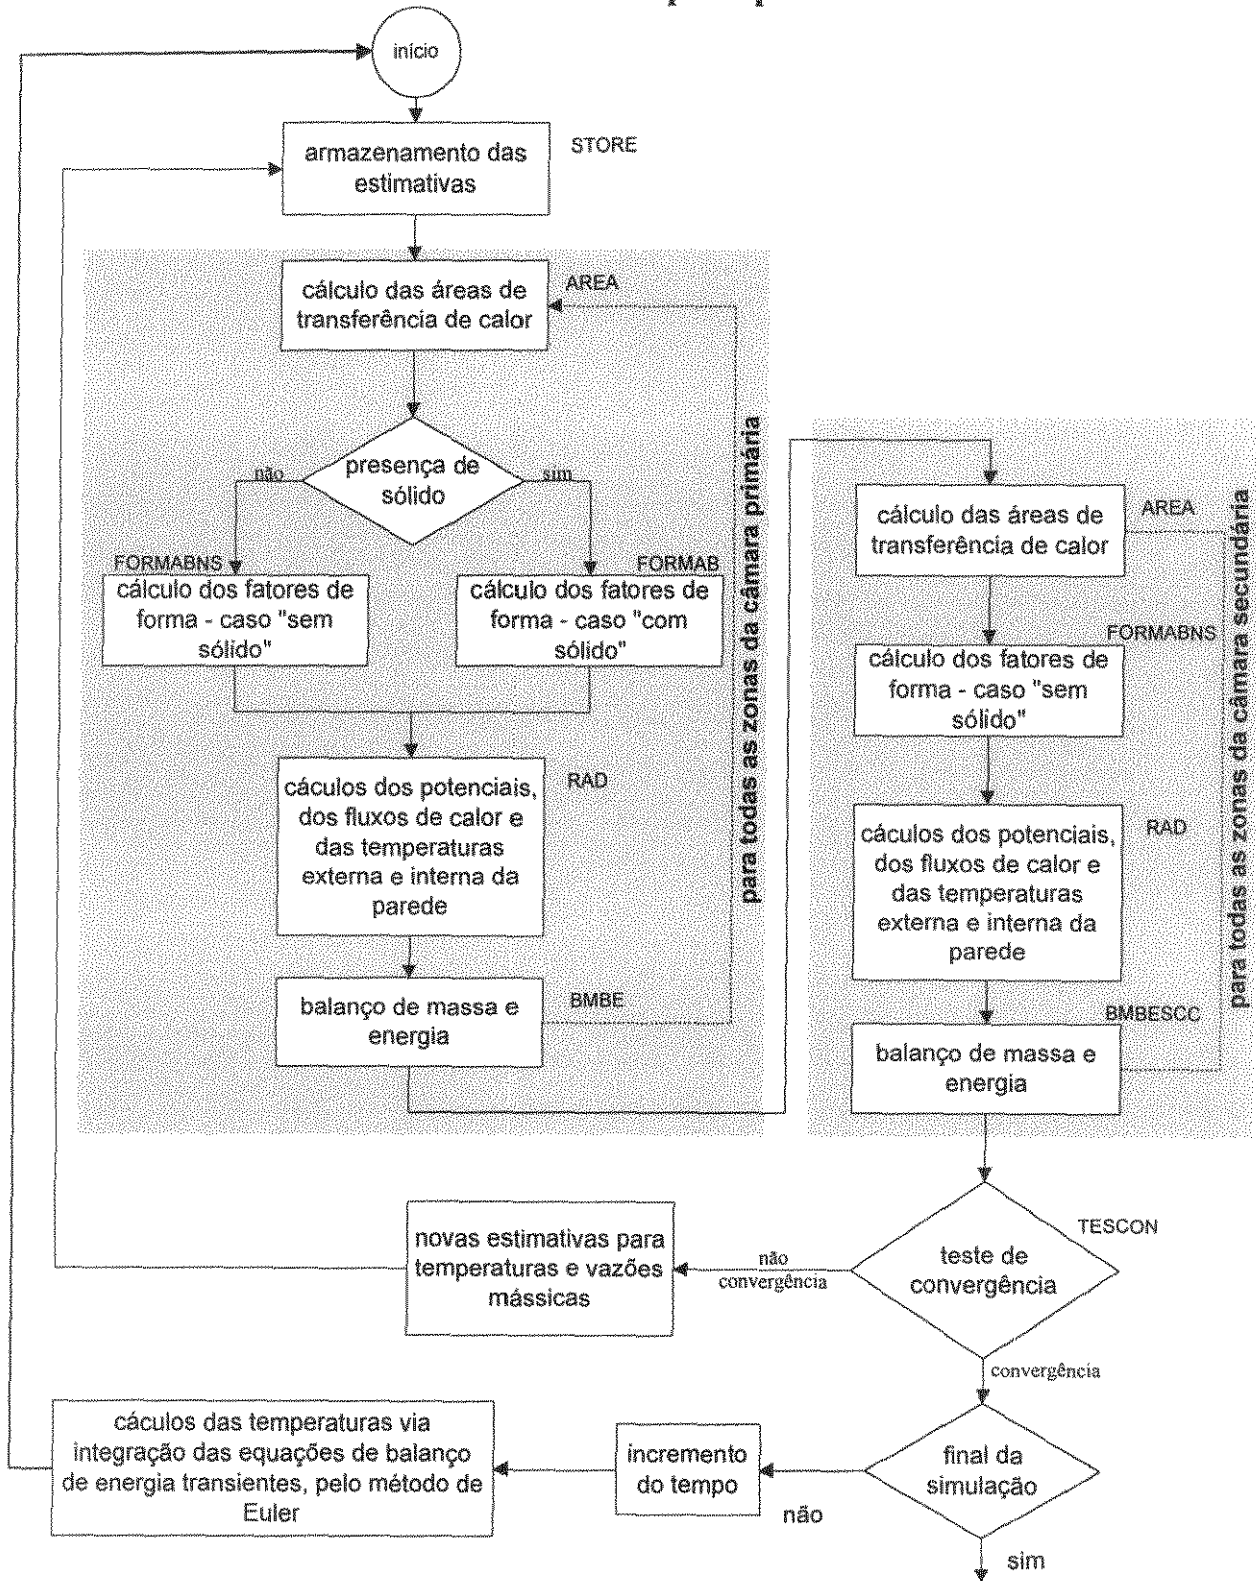 início
armazenamento das
estimativas
STORE
cálculo das áreas de
transferência de calor
AREA
presença de
sólido
não
sim
FORMABNS
cálculo dos fatores de
forma - caso "sem
sólido"
FORMAB
cálculo dos fatores de
forma - caso "com
sólido"
cáculos dos potenciais,
dos fluxos de calor e
das temperaturas
externa e interna da
parede
RAD
balanço de massa e
energia
BMBE
para todas as zonas da câmara primária
cálculo das áreas de
transferência de calor
AREA
FORMABNS
cálculo dos fatores de
forma - caso "sem
sólido"
cáculos dos potenciais,
dos fluxos de calor e
das temperaturas
externa e interna da
parede
RAD
BMBESCC
balanço de massa e
energia
para todas as zonas da câmara secundária
teste de
convergência
TESCON
não
convergência
novas estimativas para
temperaturas e vazões
mássicas
convergência
final da
simulação
não
incremento
do tempo
cáculos das temperaturas via
integração das equações de balanço
de energia transientes, pelo método de
Euler
sim